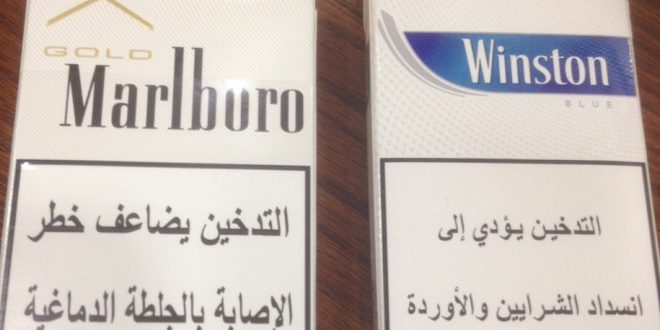 GOLD
Marlboro
التدخين يضاعف خطر
الإصابة بالجلطة الدماغية
Winston
BLUE
التدخين يؤدي إلى
انسداد الشرايين والأوردة